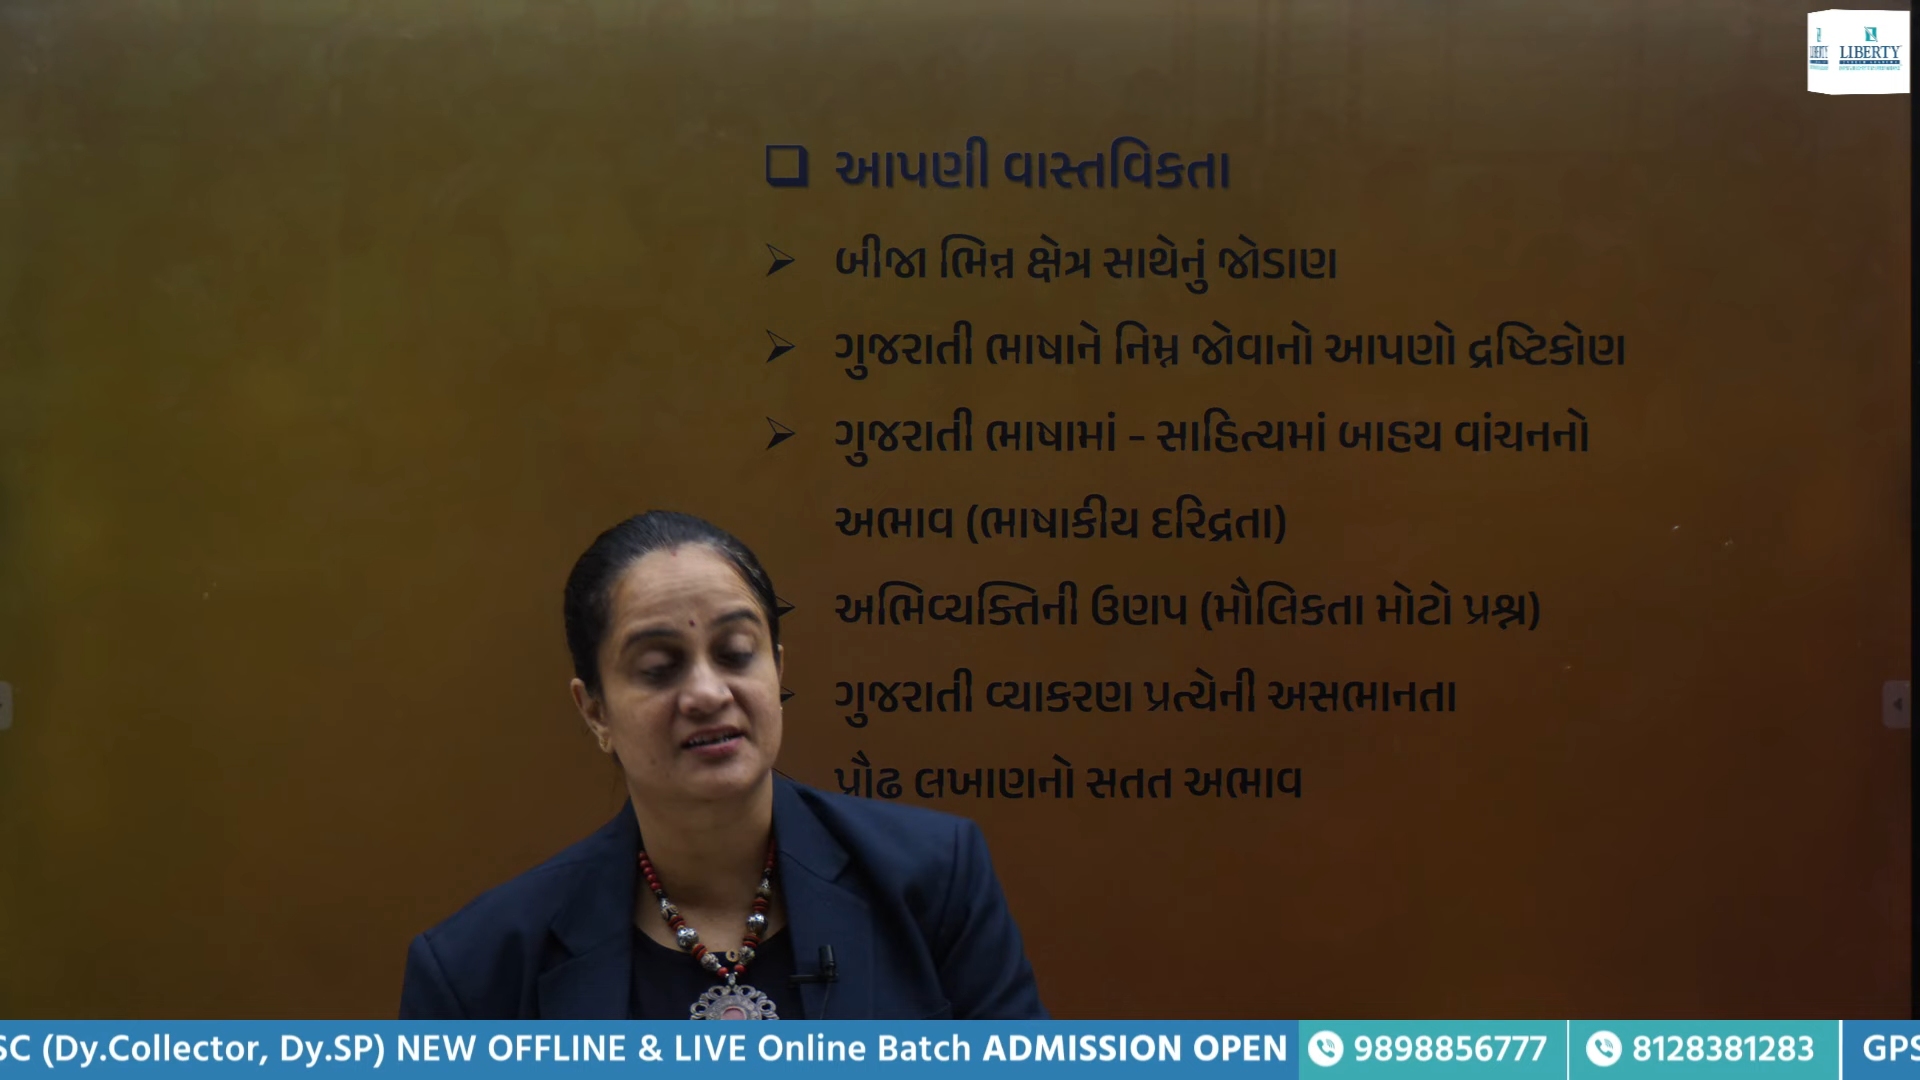 LIBERTY
આપણી વાસ્તવિકતા
બીજા ભિન્ન ક્ષેત્ર સાથેનું જોડાણ
ગુજરાતી ભાષાને નિમ્ન જોવાનો આપણો દ્રષ્ટિકોણ
ગુજરાતી ભાષામાં - સાહિત્યમાં બાહય વાંચનનો
અભાવ (ભાષાકીય દરિદ્રતા)
અભિવ્યક્તિની ઉણપ (મૌલિકતા મોટો પ્રશ્ન)
ગુજરાતી વ્યાકરણ પ્રત્યેની અસભાનતા
પ્રૌઢ લખાણનો સતત અભાવ
SC (Dy.Collector, Dy.SP) NEW OFFLINE & LIVE Online Batch ADMISSION OPEN 9898856777 8128381283 GPS